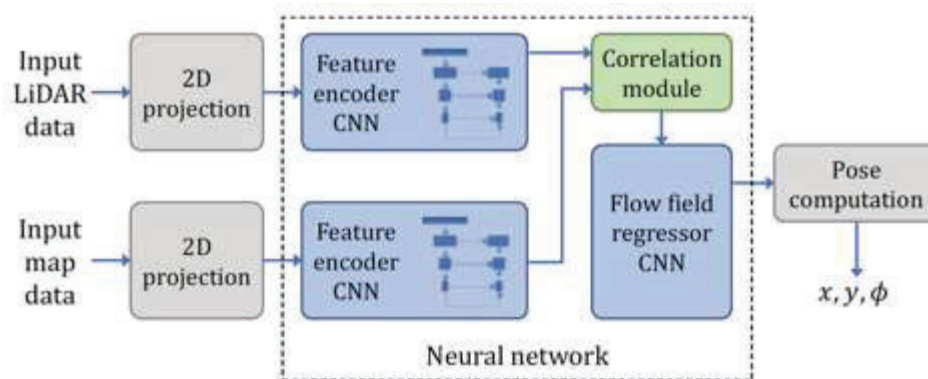 Input
LiDAR
data
2D
projection
Feature
encoder
CNN
Correlation
module
Input
map
data
2D
projection
Feature
encoder
CNN
Flow field
regressor
CNN
Pose
computation
x, y, ϕ
Neural network